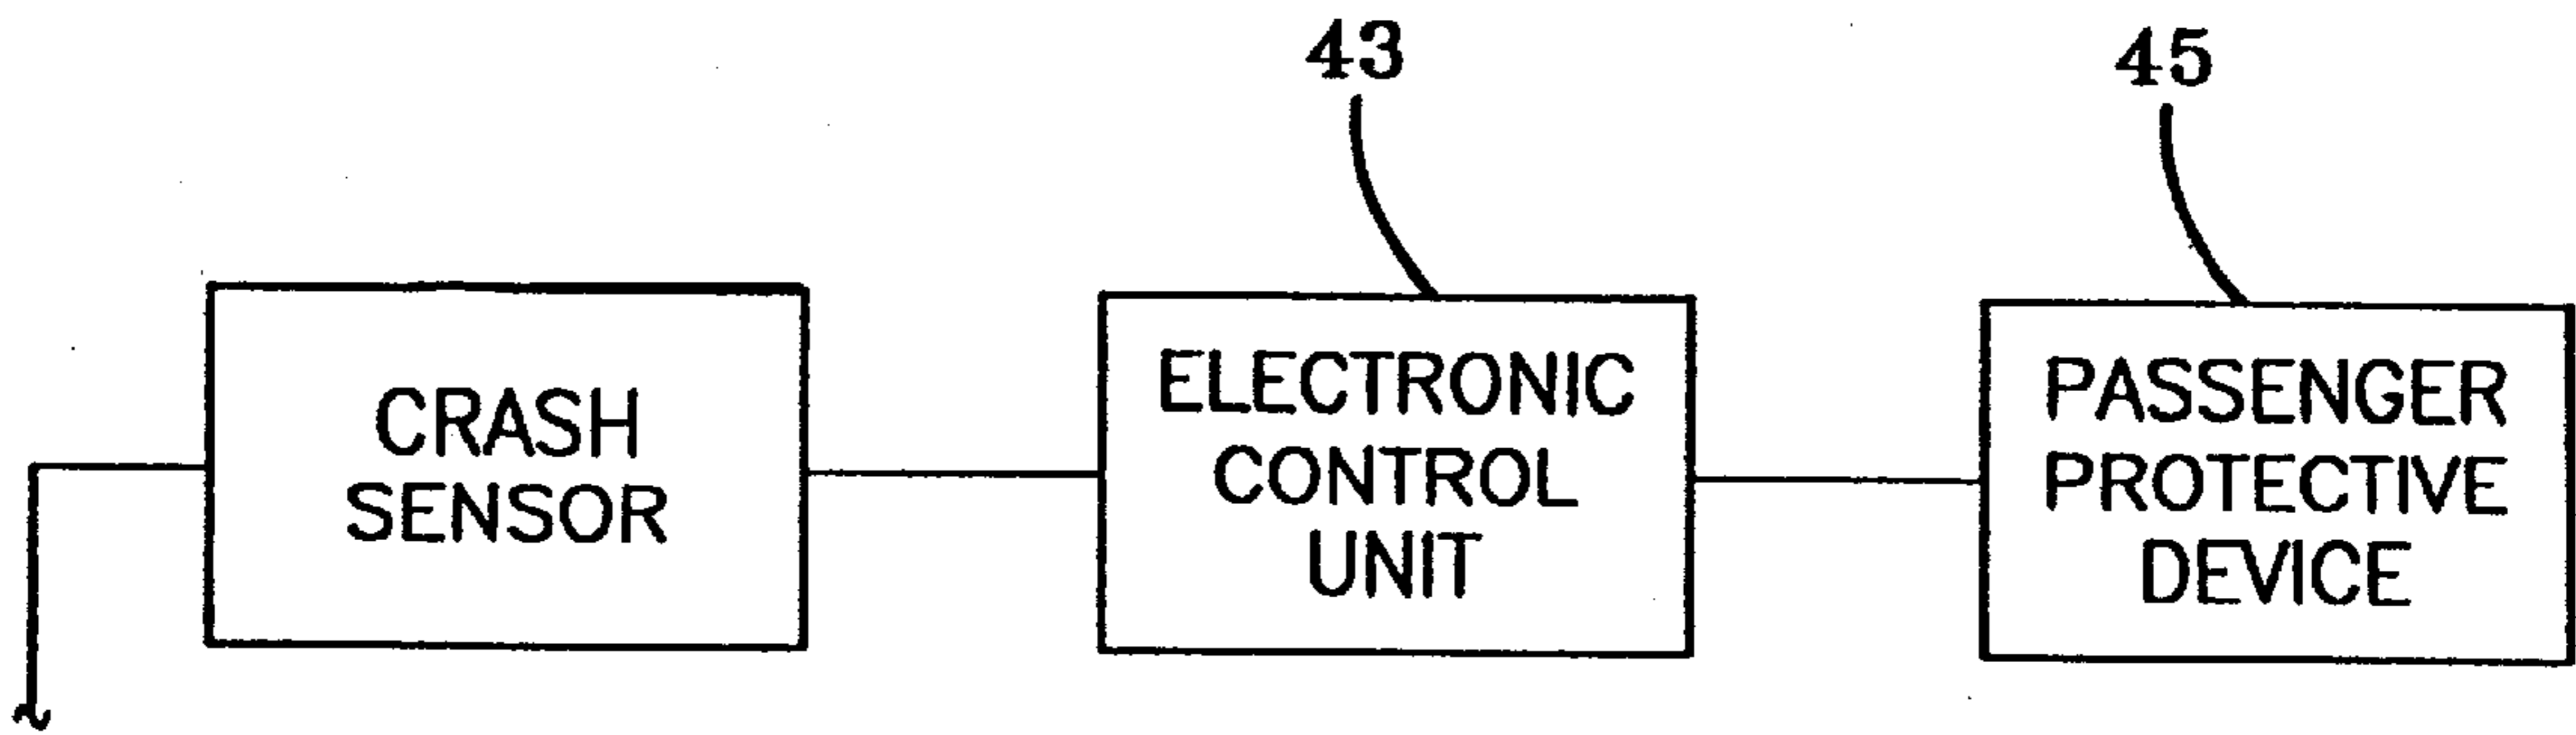 43
45
CRASH
SENSOR
ELECTRONIC
CONTROL
UNIT
PASSENGER
PROTECTIVE
DEVICE